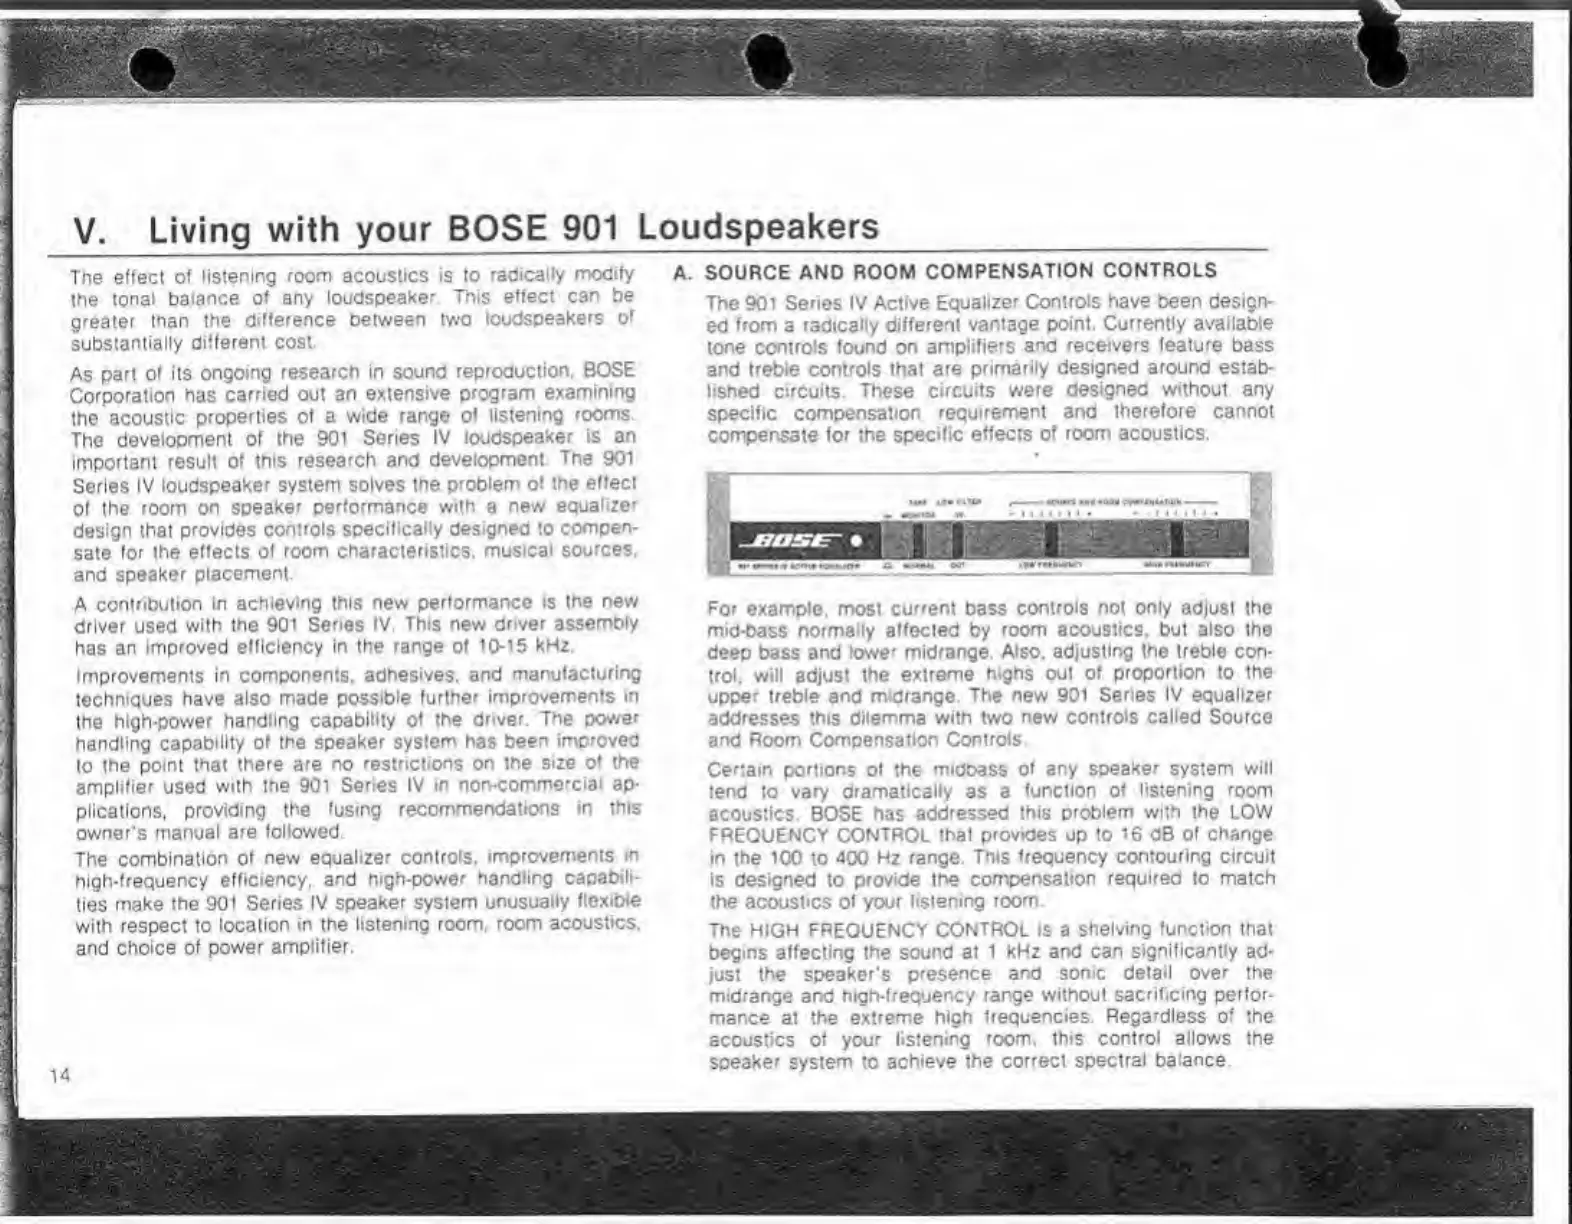 V. Living with your BOSE 901 Loudspeakers
The effect of listening room acoustics is to radically modify
the tonal balance of any loudspeaker. This effect can be
greater than the difference between two loudspeakers of
substantially different cost.
As part of its ongoing research in sound reproduction, BOSE
Corporation has carried out an extensive program examining
the acoustic properties of a wide range of listening rooms.
The development of the 901 Series IV loudspeaker is an
important result of this research and development. The 901
Series IV loudspeaker system solves the problem of the effect
of the room on speaker performance with a new equalizer
design that provides controls specifically designed to compen-
sate for the effects of room characteristics, musical sources,
and speaker placement.
A contribution in achieving this new performance is the new
driver used with the 901 Series IV. This new driver assembly
has an improved efficiency in the range of 10-15 kHz.
Improvements in components, adhesives, and manufacturing
techniques have also made possible further improvements in
the high-power handling capability of the driver. The power
handling capability of the speaker system has been improved
to the point that there are no restrictions on the size of the
amplifier used with the 901 Series IV in non-commercial ap-
plications, providing the fusing recommendations in this
owner's manual are followed.
The combination of new equalizer controls, improvements in
high-frequency efficiency, and high-power handling capabili-
ties make the 901 Series IV speaker system unusually flexible
with respect to location in the listening room, room acoustics,
and choice of power amplifier.
14
A. SOURCE AND ROOM COMPENSATION CONTROLS
The 901 Series IV Active Equalizer Controls have been design-
ed from a radically different vantage point. Currently available
tone controls found on amplifiers and receivers feature bass
and treble controls that are primarily designed around estab-
lished circuits. These circuits were designed without any
specific compensation requirement and therefore cannot
compensate for the specific effects of room acoustics.
TAPE LOW FILTER SOURCE AND ROOM COMPENSATION
MONITOR IN
BOSE
901 SERIES IV ACTIVE EQUALIZER NORMAL OUT LOW FREQUENCY HIGH FREQUENCY
For example, most current bass controls not only adjust the
mid-bass normally affected by room acoustics, but also the
deep bass and lower midrange. Also, adjusting the treble con-
trol, will adjust the extreme highs out of proportion to the
upper treble and midrange. The new 901 Series IV equalizer
addresses this dilemma with two new controls called Source
and Room Compensation Controls.
Certain portions of the midbass of any speaker system will
tend to vary dramatically as a function of listening room
acoustics. BOSE has addressed this problem with the LOW
FREQUENCY CONTROL that provides up to 16 dB of change
in the 100 to 400 Hz range. This frequency contouring circuit
is designed to provide the compensation required to match
the acoustics of your listening room.
The HIGH FREQUENCY CONTROL is a shelving function that
begins affecting the sound at 1 kHz and can significantly ad-
just the speaker's presence and sonic detail over the
midrange and high-frequency range without sacrificing perfor-
mance at the extreme high frequencies. Regardless of the
acoustics of your listening room, this control allows the
speaker system to achieve the correct spectral balance.